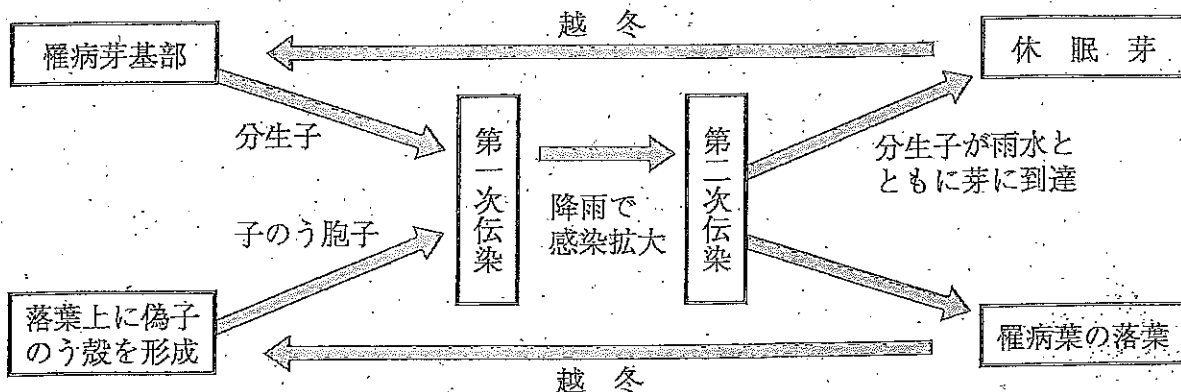 越冬
罹病芽基部
休眠芽
分生子
第一次伝染
第二次伝染
分生子が雨水と
ともに芽に到達
降雨で
感染拡大
子のう胞子
落葉上に偽子
のう殻を形成
罹病葉の落葉
越冬